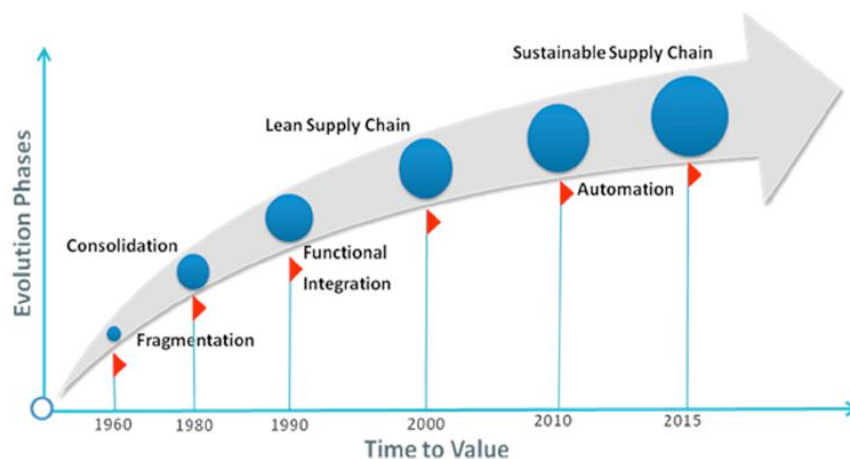 Sustainable Supply Chain
Lean Supply Chain
Automation
Consolidation
Functional
Integration
Fragmentation
Evolution Phases
1960
1980
1990
2000
2010
2015
Time to Value